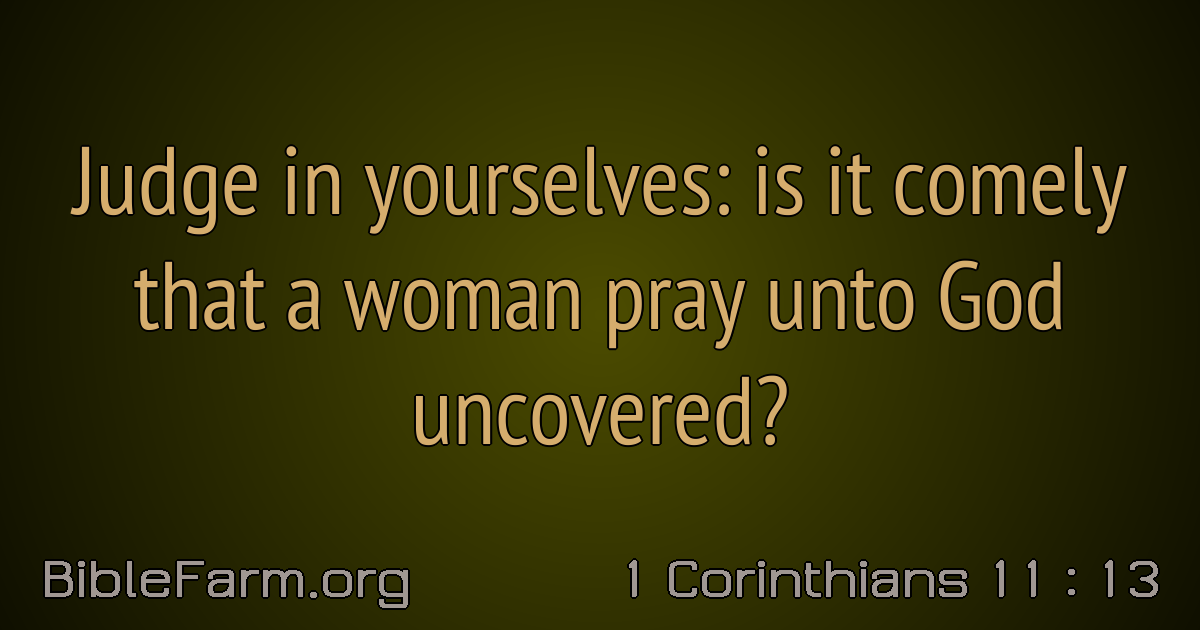 Judge in yourselves: is it comely
that a woman pray unto God
uncovered?
BibleFarm.org
1 Corinthians 11 : 13